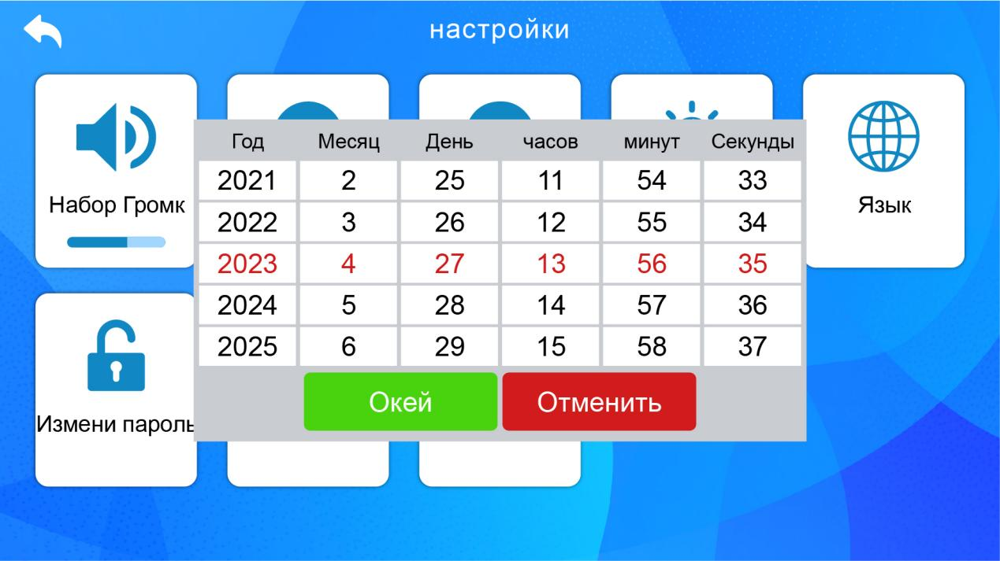 настройки
Набор Громк
Язык
Измени пароль
Год Месяц День часов минут Секунды
2021 2 25 11 54 33
2022 3 26 12 55 34
2023 4 27 13 56 35
2024 5 28 14 57 36
2025 6 29 15 58 37
Окей Отменить